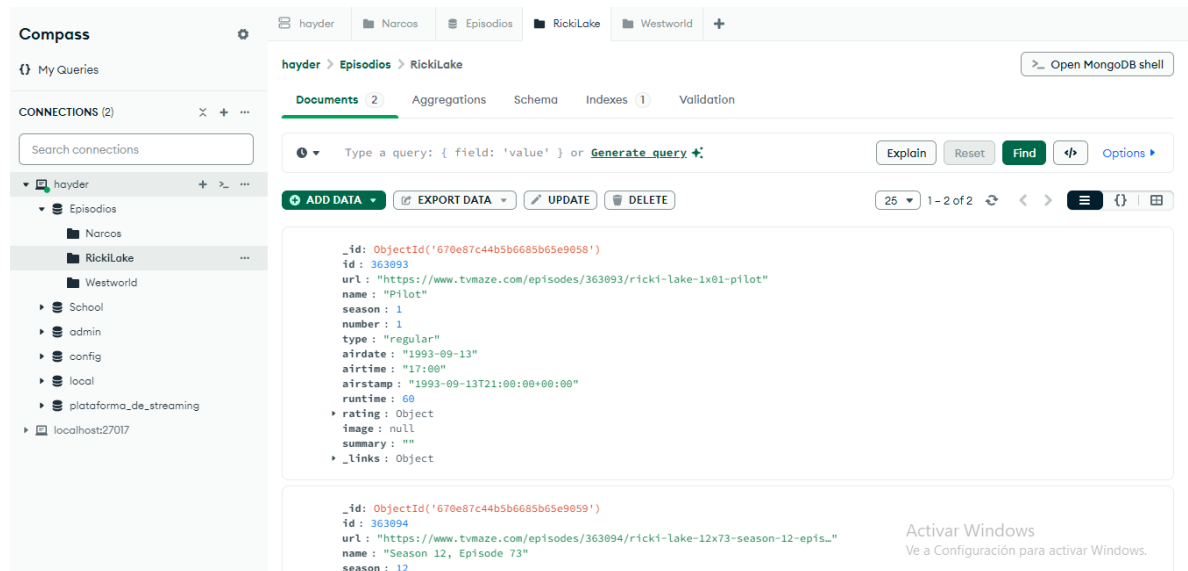 Compass
{} My Queries
CONNECTIONS (2)
Search connections
hayder
Episodios
Narcos
RickiLake
Westworld
School
admin
config
local
plataforma_de_streaming
localhost:27017
hayder Narcos Episodios RickiLake Westworld
hayder > Episodios > RickiLake
>_ Open MongoDB shell
Documents 2 Aggregations Schema Indexes 1 Validation
Type a query: { field: 'value' } or Generate query
Explain Reset Find </> Options
ADD DATA EXPORT DATA UPDATE DELETE
25 1 – 2 of 2 {}
_id: ObjectId('670e87c44b5b6685b65e9058')
id : 363093
url : "https://www.tvmaze.com/episodes/363093/ricki-lake-1x01-pilot"
name : "Pilot"
season : 1
number : 1
type : "regular"
airdate : "1993-09-13"
airtime : "17:00"
airstamp : "1993-09-13T21:00:00+00:00"
runtime : 60
rating : Object
image : null
summary : ""
_links : Object
_id: ObjectId('670e87c44b5b6685b65e9059')
id : 363094
url : "https://www.tvmaze.com/episodes/363094/ricki-lake-12x73-season-12-epis…"
name : "Season 12, Episode 73"
season : 12
Activar Windows
Ve a Configuración para activar Windows.